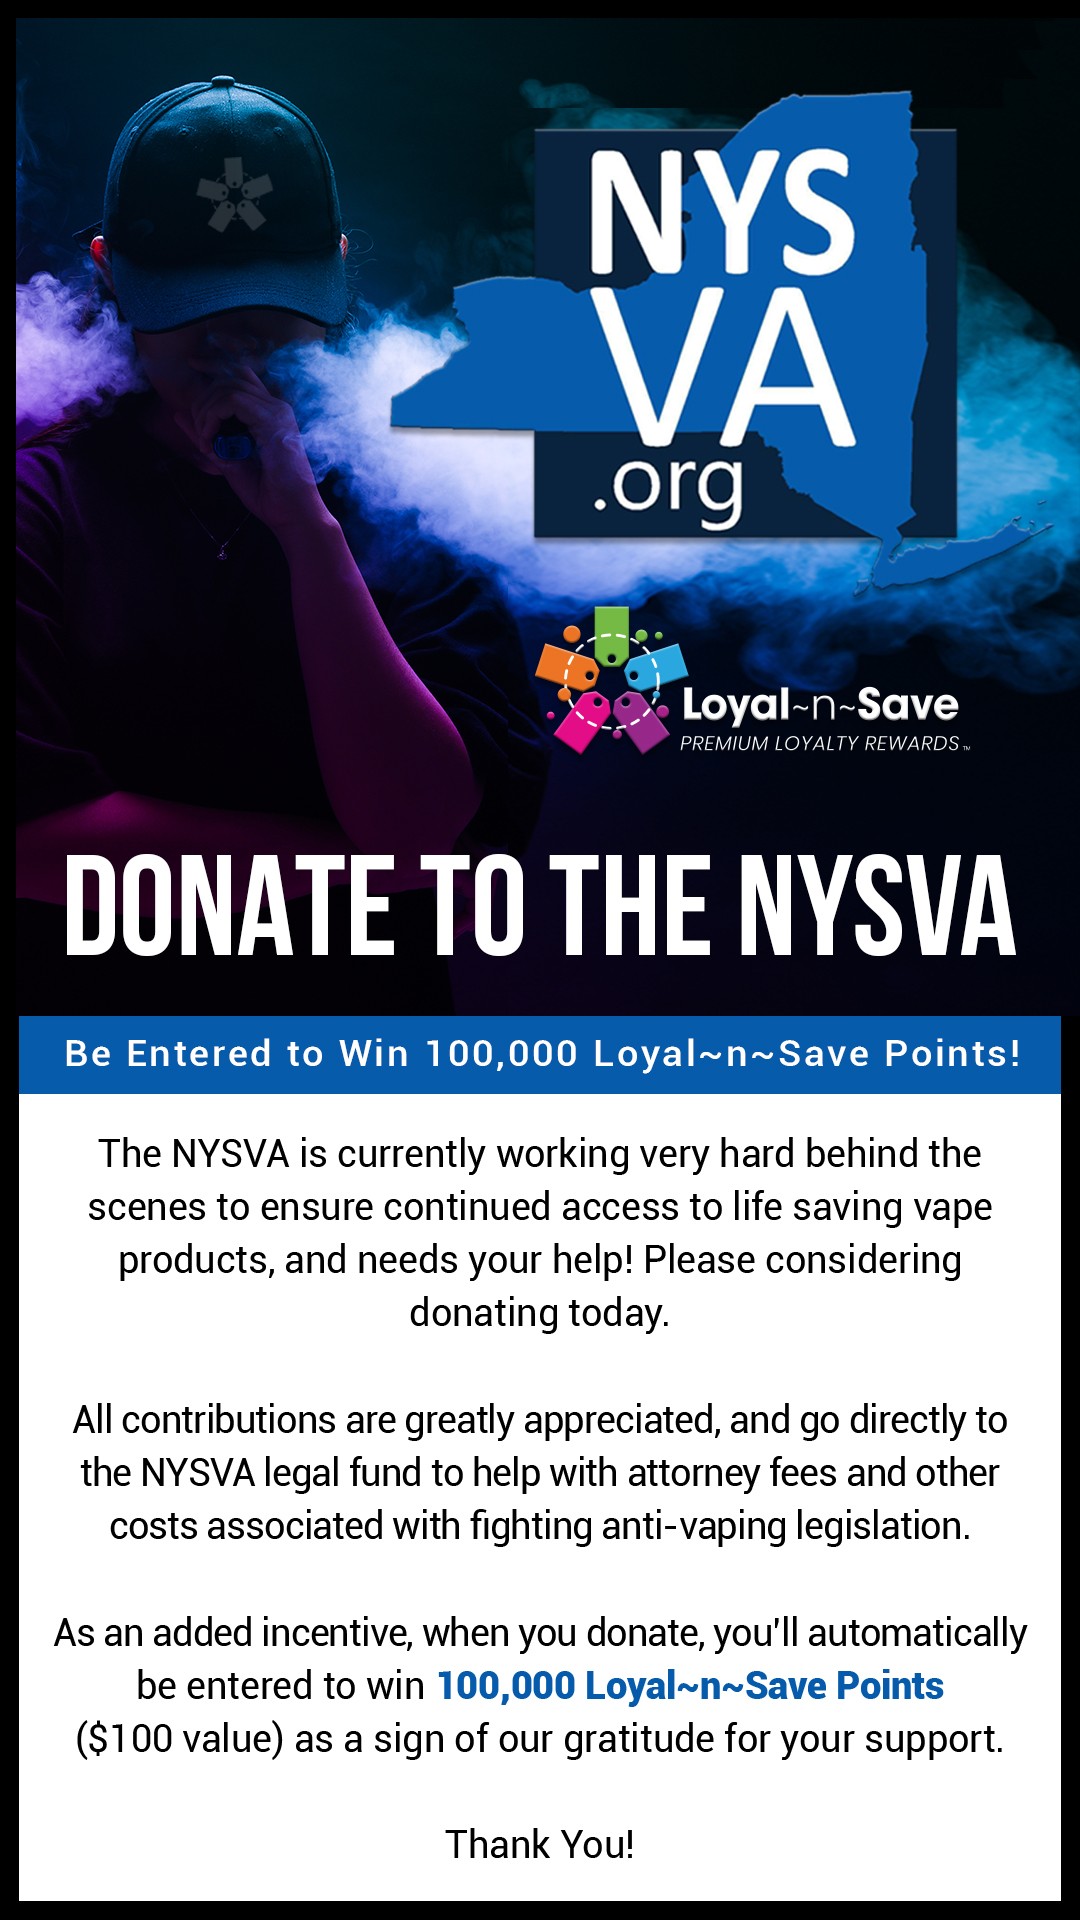 NYS
VA
.org
Loyal~n~Save
PREMIUM LOYALTY REWARDS™
DONATE TO THE NYSVA
Be Entered to Win 100,000 Loyal~n~Save Points!
The NYSVA is currently working very hard behind the
scenes to ensure continued access to life saving vape
products, and needs your help! Please considering
donating today.
All contributions are greatly appreciated, and go directly to
the NYSVA legal fund to help with attorney fees and other
costs associated with fighting anti-vaping legislation.
As an added incentive, when you donate, you'll automatically
be entered to win 100,000 Loyal~n~Save Points
($100 value) as a sign of our gratitude for your support.
Thank You!